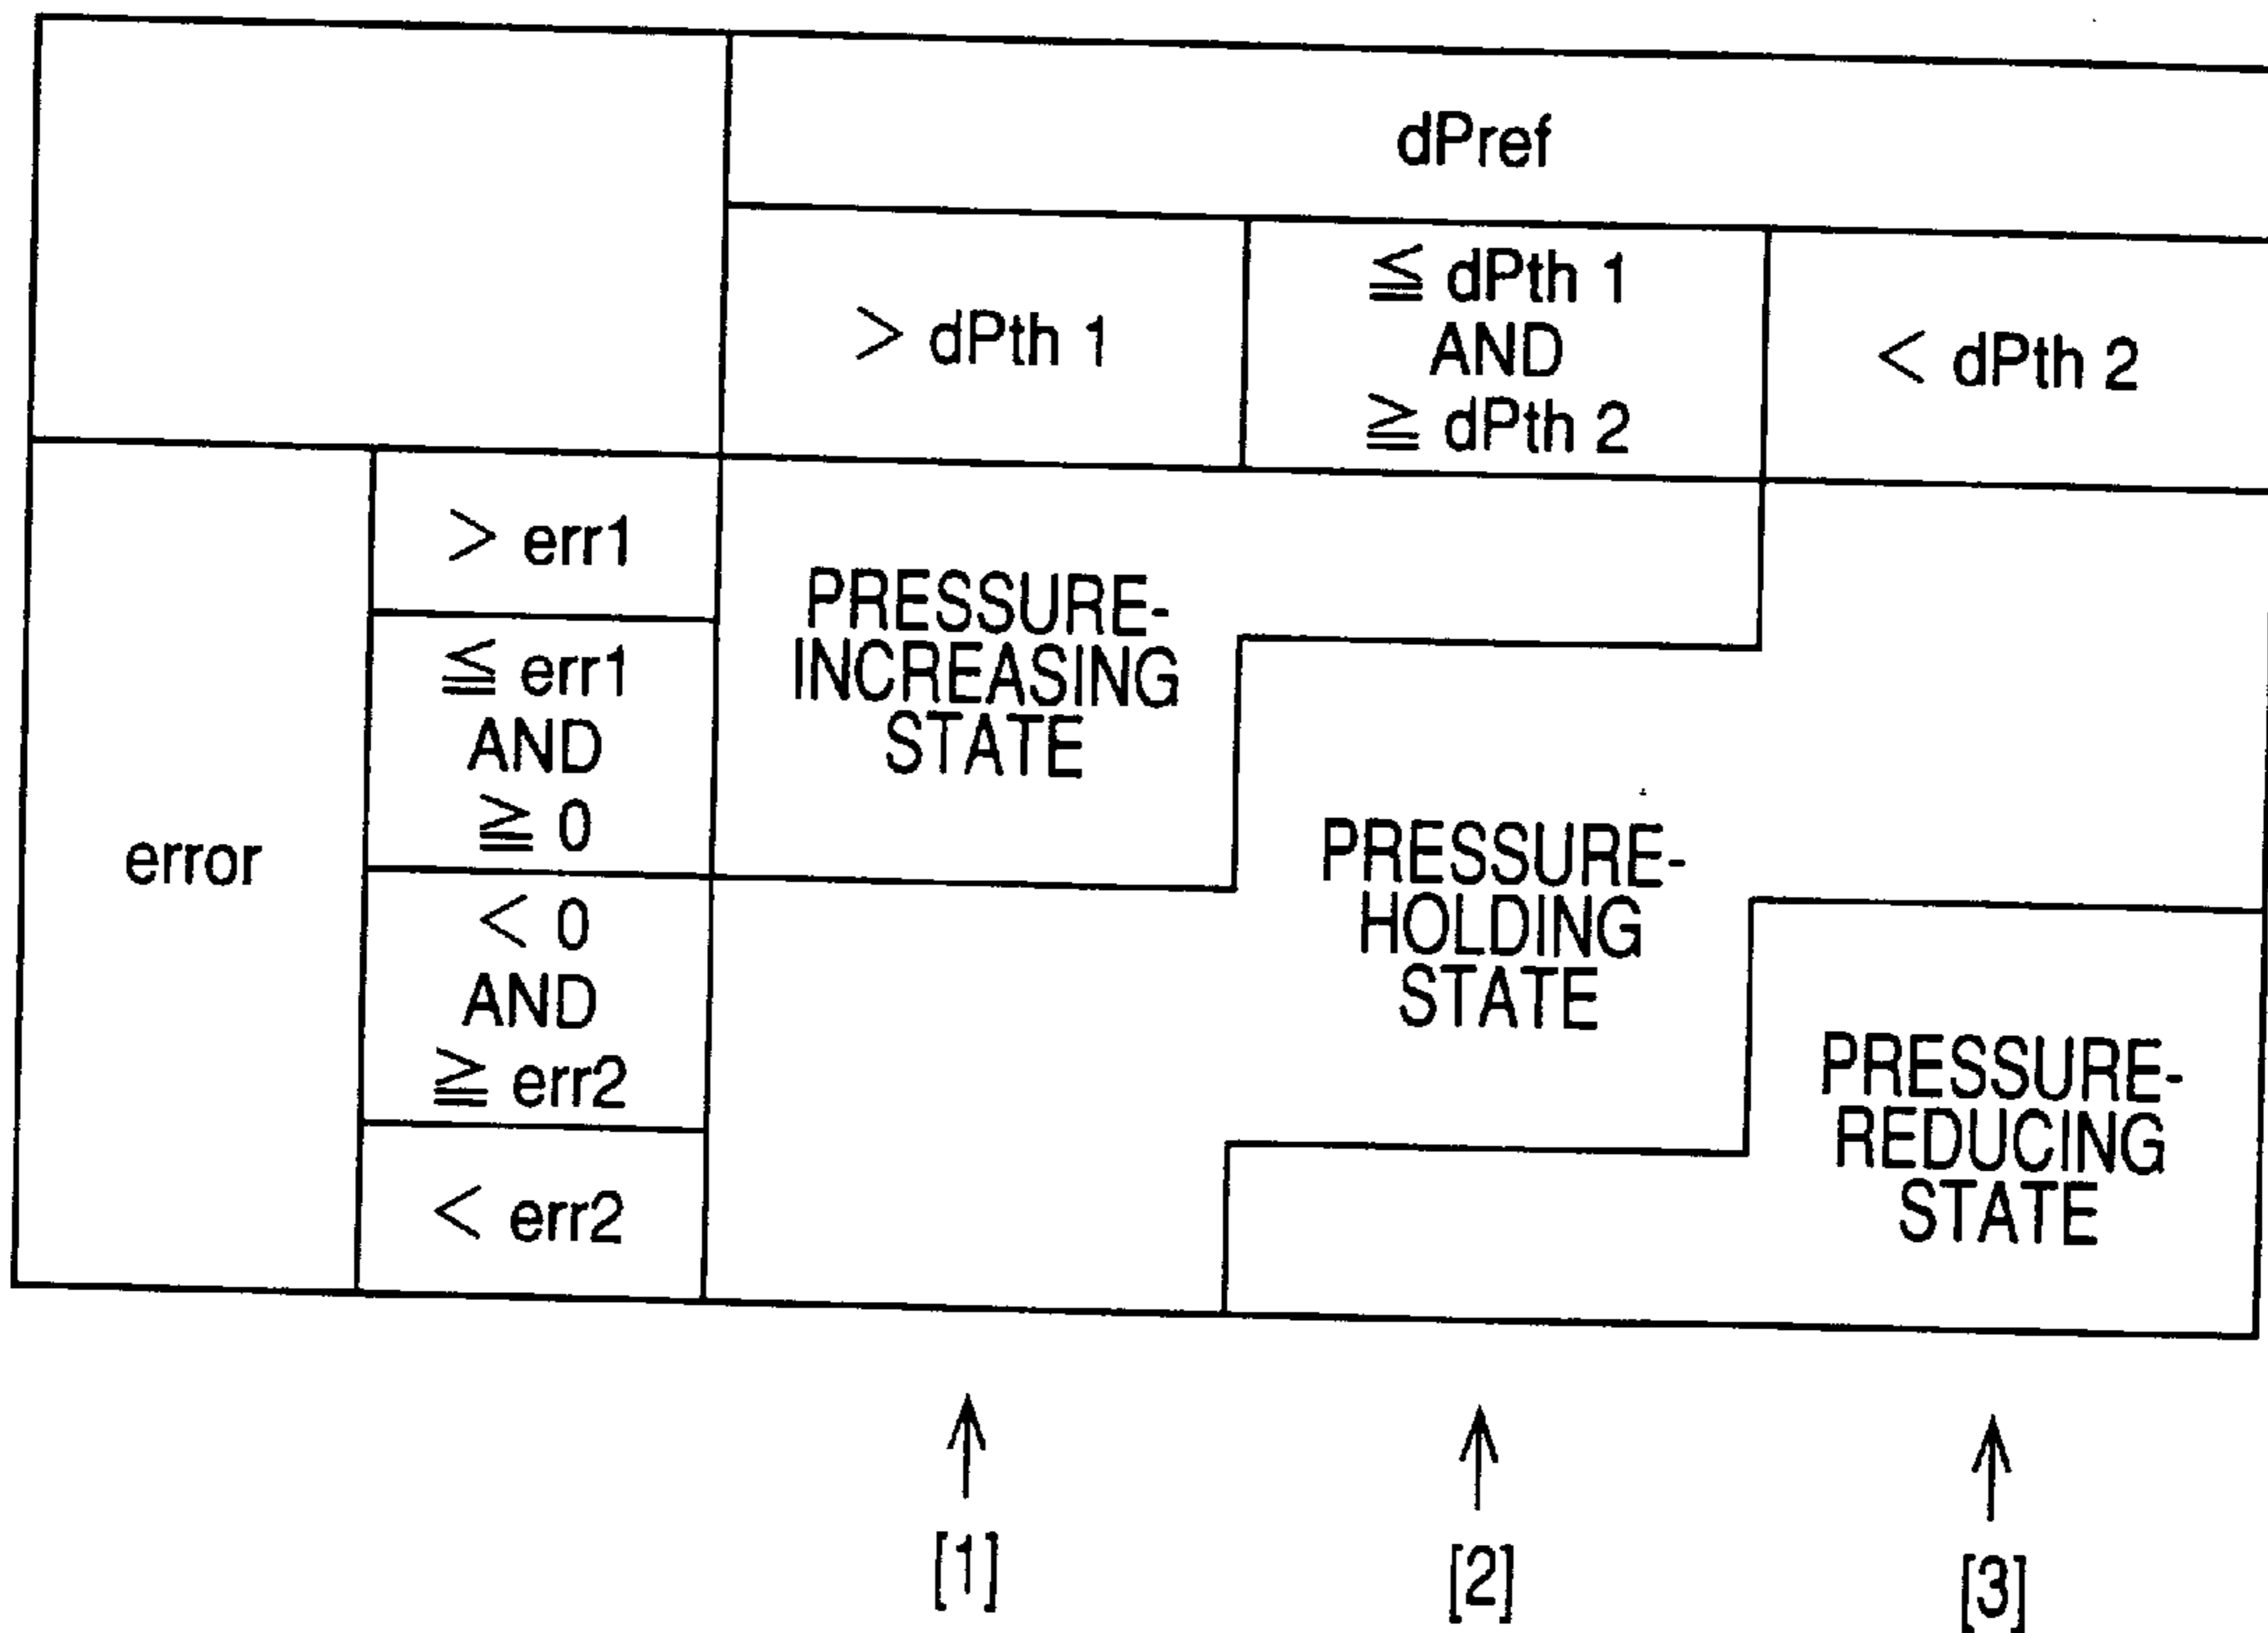 dPref
> dPth 1
≦ dPth 1
AND
≧ dPth 2
< dPth 2
error
> err1
≦ err1
AND
≧ 0
< 0
AND
≧ err2
< err2
PRESSURE-
INCREASING
STATE
PRESSURE-
HOLDING
STATE
PRESSURE-
REDUCING
STATE
[1]
[2]
[3]